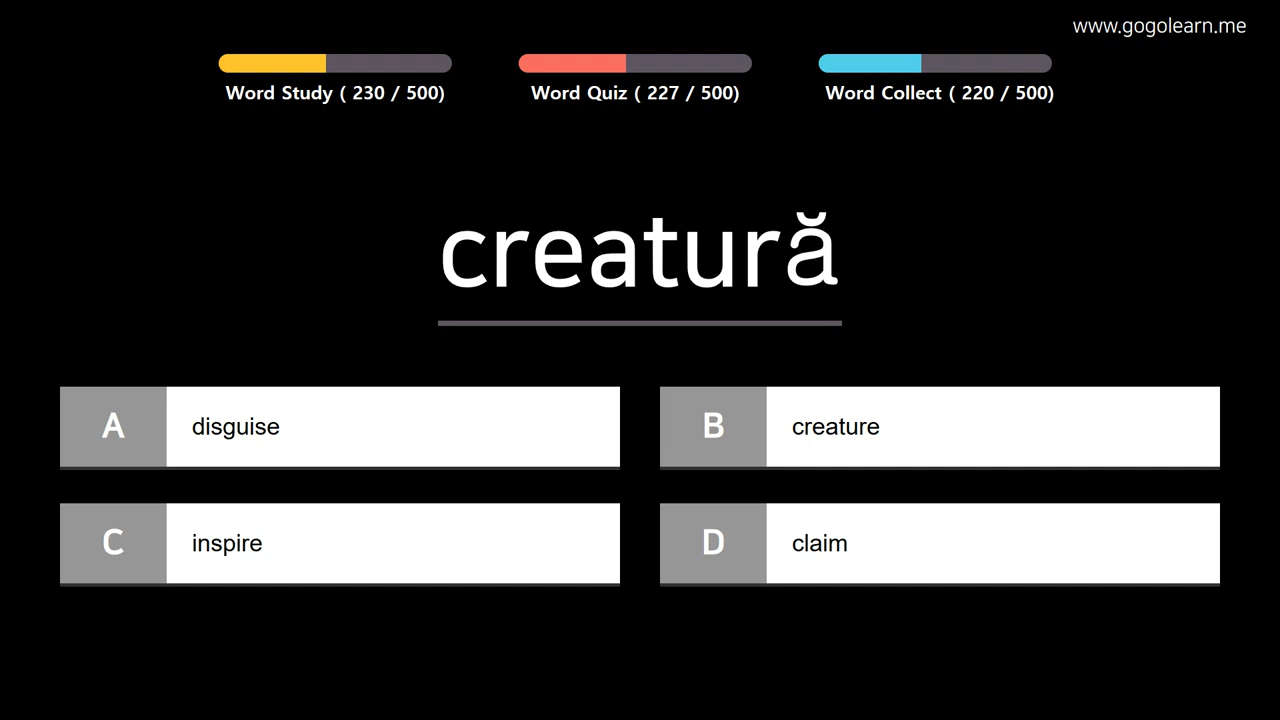 www.gogolearn.me
Word Study ( 230 / 500)
Word Quiz ( 227 / 500)
Word Collect ( 220 / 500)
creatură
A disguise
B creature
C inspire
D claim